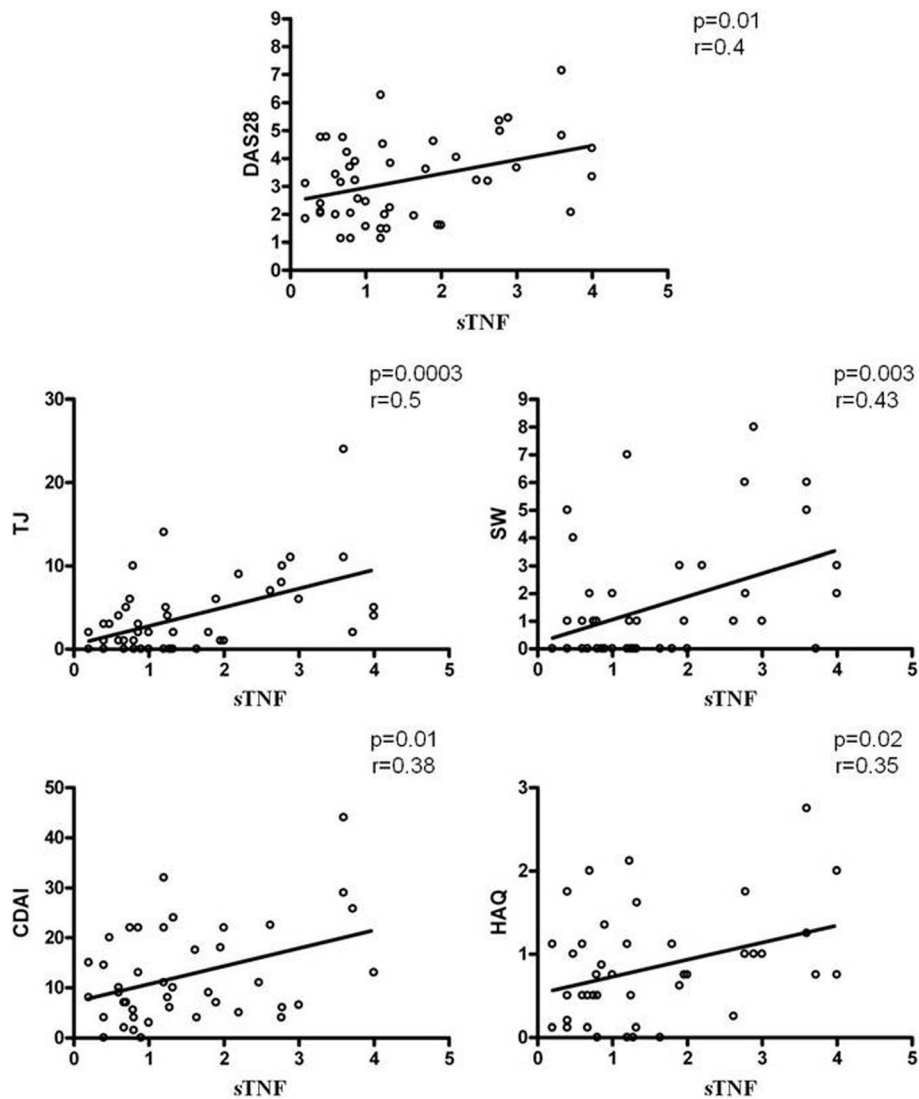 p=0.01
r=0.4
9
8
7
6
5
4
3
2
1
0
DAS28
0 1 2 3 4 5
sTNF
p=0.0003
r=0.5
30
20
10
0
TJ
0 1 2 3 4 5
sTNF
p=0.003
r=0.43
9
8
7
6
5
4
3
2
1
0
SW
0 1 2 3 4 5
sTNF
p=0.01
r=0.38
50
40
30
20
10
0
CDAI
0 1 2 3 4 5
sTNF
p=0.02
r=0.35
3
2
1
0
HAQ
0 1 2 3 4 5
sTNF